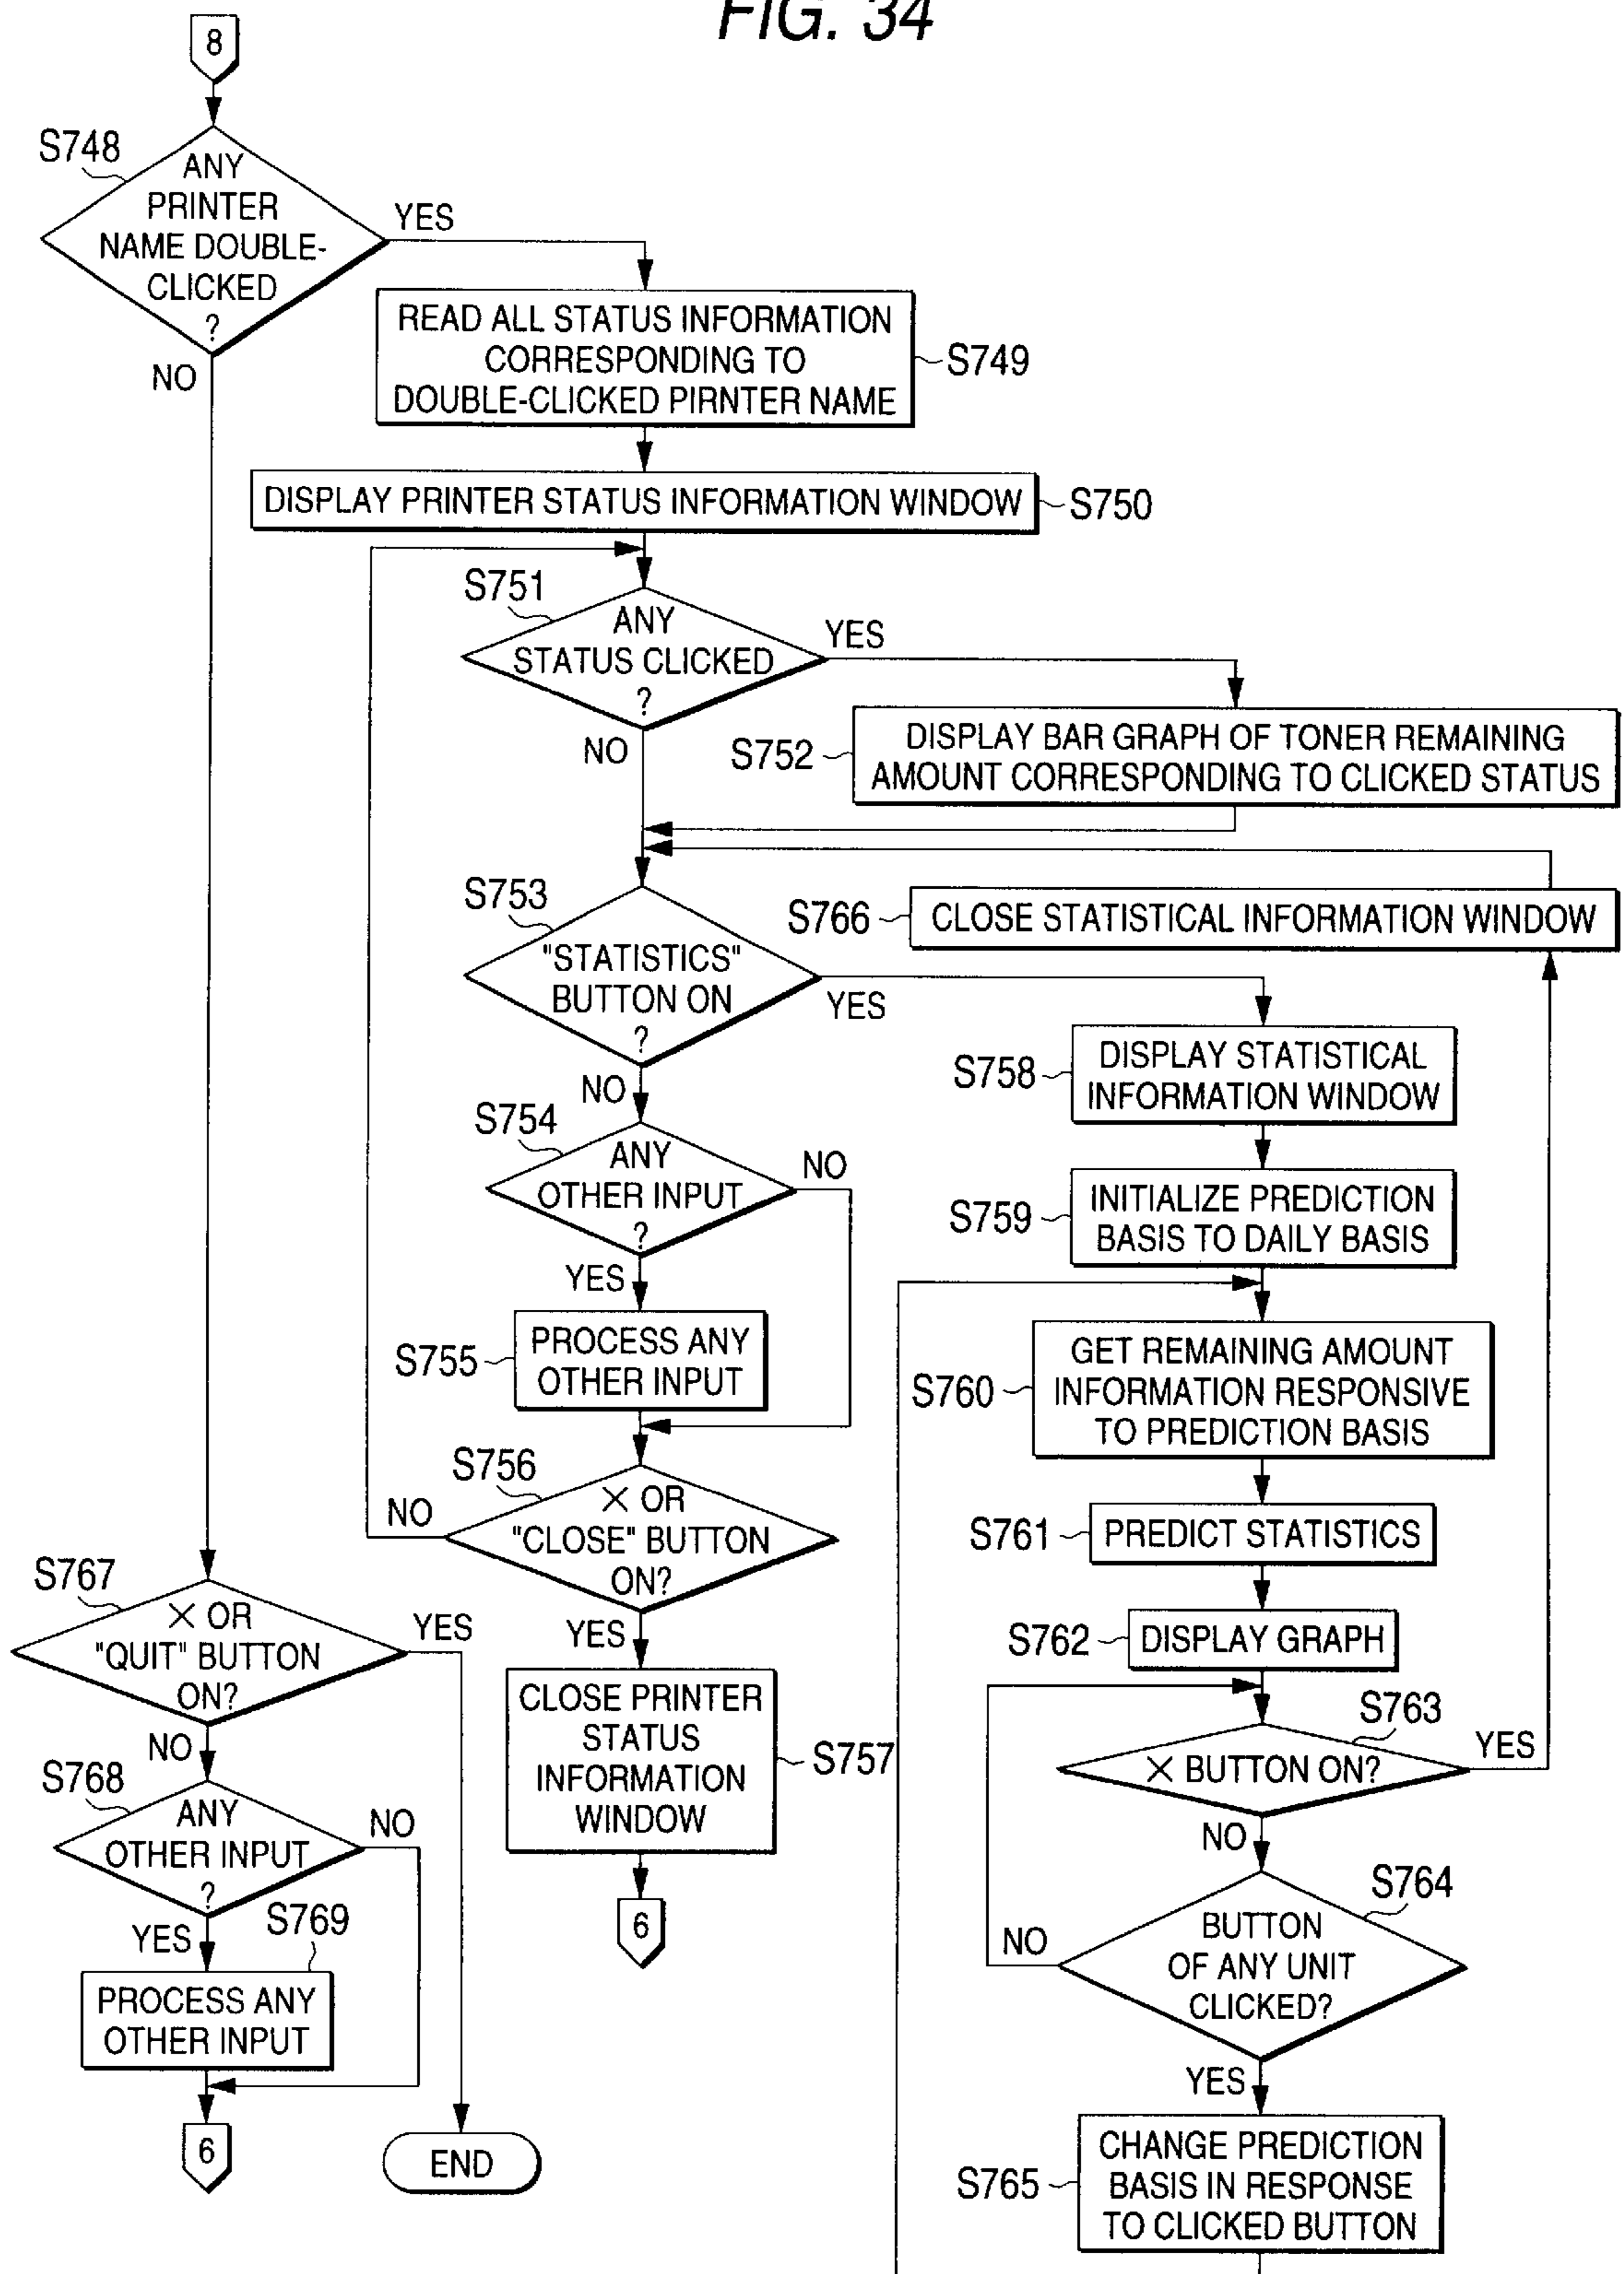 FIG. 34
8
S748
ANY
PRINTER
NAME DOUBLE-
CLICKED
?
YES
NO
READ ALL STATUS INFORMATION
CORRESPONDING TO
DOUBLE-CLICKED PIRNTER NAME
S749
DISPLAY PRINTER STATUS INFORMATION WINDOW
S750
S751
ANY
STATUS CLICKED
?
YES
NO
S752
DISPLAY BAR GRAPH OF TONER REMAINING
AMOUNT CORRESPONDING TO CLICKED STATUS
S753
"STATISTICS"
BUTTON ON
?
YES
NO
S766
CLOSE STATISTICAL INFORMATION WINDOW
S758
DISPLAY STATISTICAL
INFORMATION WINDOW
S754
ANY
OTHER INPUT
?
NO
YES
S759
INITIALIZE PREDICTION
BASIS TO DAILY BASIS
S755
PROCESS ANY
OTHER INPUT
S760
GET REMAINING AMOUNT
INFORMATION RESPONSIVE
TO PREDICTION BASIS
S756
× OR
"CLOSE" BUTTON
ON?
NO
YES
S761
PREDICT STATISTICS
S767
× OR
"QUIT" BUTTON
ON?
YES
NO
S762
DISPLAY GRAPH
CLOSE PRINTER
STATUS
INFORMATION
WINDOW
S757
6
S763
× BUTTON ON?
YES
NO
S768
ANY
OTHER INPUT
?
NO
YES
S769
PROCESS ANY
OTHER INPUT
6
END
S764
BUTTON
OF ANY UNIT
CLICKED?
NO
YES
S765
CHANGE PREDICTION
BASIS IN RESPONSE
TO CLICKED BUTTON